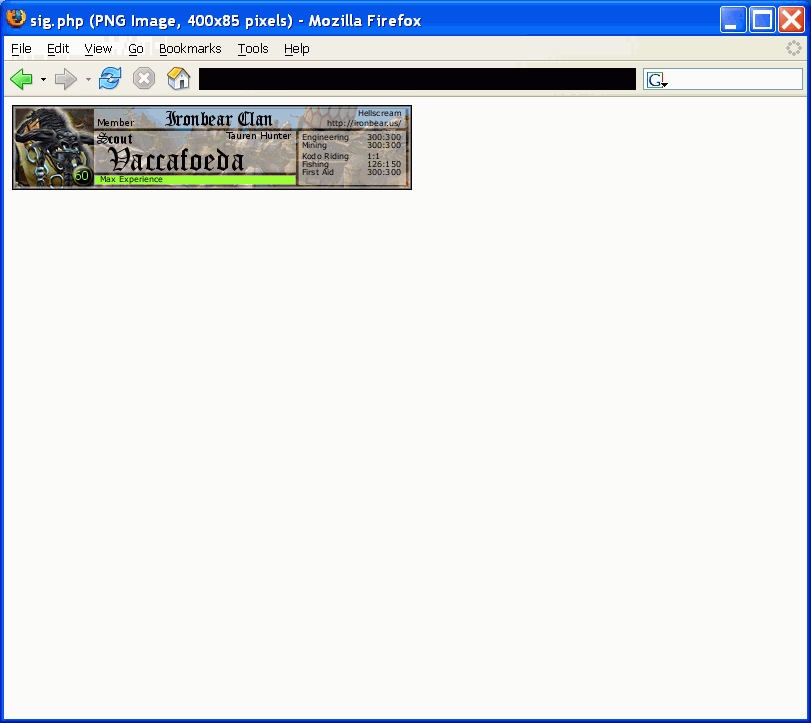 sig.php (PNG Image, 400x85 pixels) - Mozilla Firefox
File Edit View Go Bookmarks Tools Help
G
Member Ironbear Clan Hellscream
http://ironbear.us/
Scout Tauren Hunter
Vaccafoeda
60
Max Experience
Engineering 300:300
Mining 300:300
Kodo Riding 1:1
Fishing 126:150
First Aid 300:300